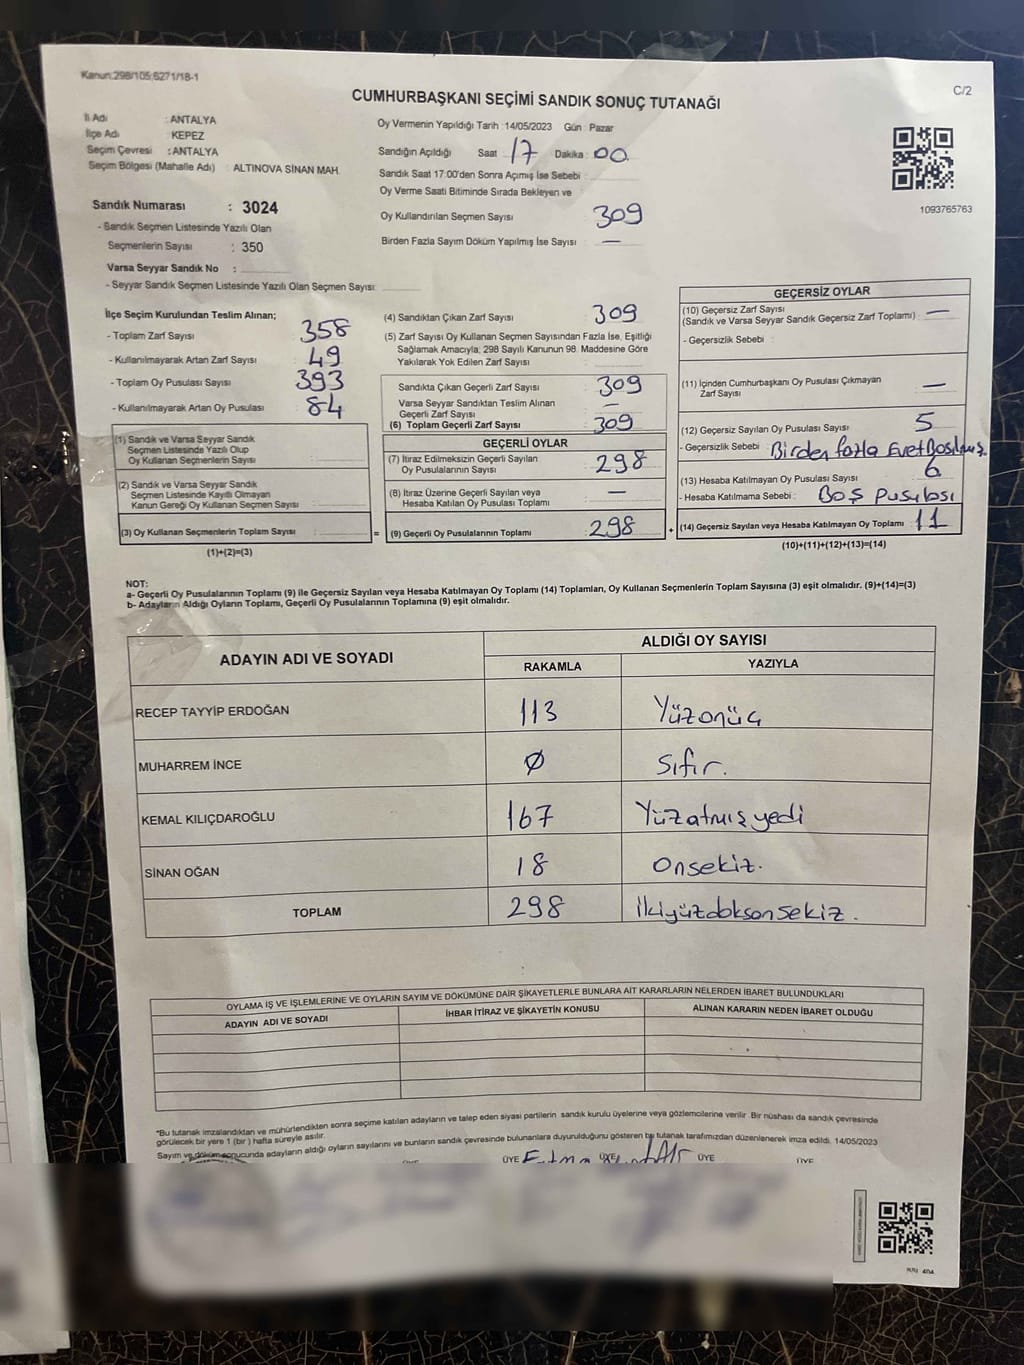 Kanun:298/105;6271/18-1
C/2
CUMHURBAŞKANI SEÇİMİ SANDIK SONUÇ TUTANAĞI
İl Adı : ANTALYA
İlçe Adı : KEPEZ
Seçim Çevresi : ANTALYA
Seçim Bölgesi (Mahalle Adı) : ALTINOVA SİNAN MAH.
Sandık Numarası : 3024
- Sandık Seçmen Listesinde Yazılı Olan
Seçmenlerin Sayısı : 350
Varsa Seyyar Sandık No :
- Seyyar Sandık Seçmen Listesinde Yazılı Olan Seçmen Sayısı:
Oy Vermenin Yapıldığı Tarih :14/05/2023 Gün : Pazar
Sandığın Açıldığı Saat : 17 Dakika : 00
Sandık Saat 17:00'den Sonra Açımış İse Sebebi :
Oy Verme Saati Bitiminde Sırada Bekleyen ve
Oy Kullandırılan Seçmen Sayısı 309
Birden Fazla Sayım Döküm Yapılmış İse Sayısı : —
1093765763
İlçe Seçim Kurulundan Teslim Alınan;
- Toplam Zarf Sayısı : 358
- Kullanılmayarak Artan Zarf Sayısı : 49
- Toplam Oy Pusulası Sayısı : 393
- Kullanılmayarak Artan Oy Pusulası : 84
(1) Sandık ve Varsa Seyyar Sandık
Seçmen Listesinde Yazılı Olup
Oy Kullanan Seçmenlerin Sayısı :
(2) Sandık ve Varsa Seyyar Sandık
Seçmen Listesinde Kayıtlı Olmayan
Kanun Gereği Oy Kullanan Seçmen Sayısı :
(3) Oy Kullanan Seçmenlerin Toplam Sayısı :
(1)+(2)=(3)
(4) Sandıktan Çıkan Zarf Sayısı : 309
(5) Zarf Sayısı Oy Kullanan Seçmen Sayısından Fazla İse, Eşitliği
Sağlamak Amacıyla; 298 Sayılı Kanunun 98. Maddesine Göre
Yakılarak Yok Edilen Zarf Sayısı :
Sandıkta Çıkan Geçerli Zarf Sayısı : 309
Varsa Seyyar Sandıktan Teslim Alınan
Geçerli Zarf Sayısı : —
(6) Toplam Geçerli Zarf Sayısı : 309
GEÇERLİ OYLAR
(7) İtiraz Edilmeksizin Geçerli Sayılan
Oy Pusulalarının Sayısı : 298
(8) İtiraz Üzerine Geçerli Sayılan veya
Hesaba Katılan Oy Pusulası Toplamı : —
= (9) Geçerli Oy Pusulalarının Toplamı : 298 +
GEÇERSİZ OYLAR
(10) Geçersiz Zarf Sayısı
(Sandık ve Varsa Seyyar Sandık Geçersiz Zarf Toplamı) : —
- Geçersizlik Sebebi :
(11) İçinden Cumhurbaşkanı Oy Pusulası Çıkmayan
Zarf Sayısı : —
(12) Geçersiz Sayılan Oy Pusulası Sayısı : 5
- Geçersizlik Sebebi : Birden fazla Evet Basılmış.
(13) Hesaba Katılmayan Oy Pusulası Sayısı : 6
- Hesaba Katılmama Sebebi : Boş pusulası
(14) Geçersiz Sayılan veya Hesaba Katılmayan Oy Toplamı : 11
(10)+(11)+(12)+(13)=(14)
NOT:
a- Geçerli Oy Pusulalarının Toplamı (9) ile Geçersiz Sayılan veya Hesaba Katılmayan Oy Toplamı (14) Toplamları, Oy Kullanan Seçmenlerin Toplam Sayısına (3) eşit olmalıdır. (9)+(14)=(3)
b- Adayların Aldığı Oyların Toplamı, Geçerli Oy Pusulalarının Toplamına (9) eşit olmalıdır.
ADAYIN ADI VE SOYADI
ALDIĞI OY SAYISI
RAKAMLA YAZIYLA
RECEP TAYYİP ERDOĞAN 113 Yüzonüç
MUHARREM İNCE Ø Sıfır.
KEMAL KILIÇDAROĞLU 167 Yüzatmışyedi
SİNAN OĞAN 18 Onsekiz.
TOPLAM 298 İkiyüzdoksansekiz.
OYLAMA İŞ VE İŞLEMLERİNE VE OYLARIN SAYIM VE DÖKÜMÜNE DAİR ŞİKAYETLERLE BUNLARA AİT KARARLARIN NELERDEN İBARET BULUNDUKLARI
ADAYIN ADI VE SOYADI İHBAR İTİRAZ VE ŞİKAYETİN KONUSU ALINAN KARARIN NEDEN İBARET OLDUĞU
*Bu tutanak imzalandıktan ve mühürlendikten sonra seçime katılan adayların ve talep eden siyasi partilerin sandık kurulu üyelerine veya gözlemcilerine verilir. Bir nüshası da sandık çevresinde
görülecek bir yere 1 (bir) hafta süreyle asılır.
Sayım ve dökümü sonucunda adayların aldığı oyların sayılarını ve bunların sandık çevresinde bulunanlara duyurulduğunu gösteren bu tutanak tarafımızdan düzenlenerek imza edildi. 14/05/2023
ÜYE ÜYE ÜYE ÜYE